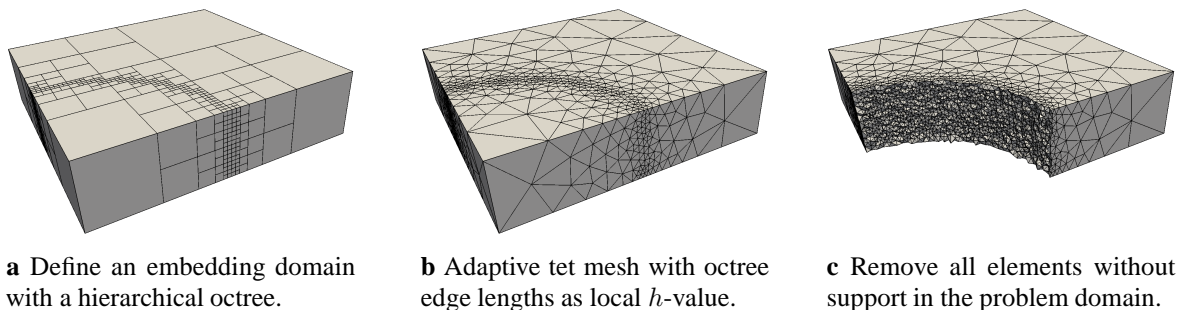 a Define an embedding domain
with a hierarchical octree.
b Adaptive tet mesh with octree
edge lengths as local h-value.
c Remove all elements without
support in the problem domain.